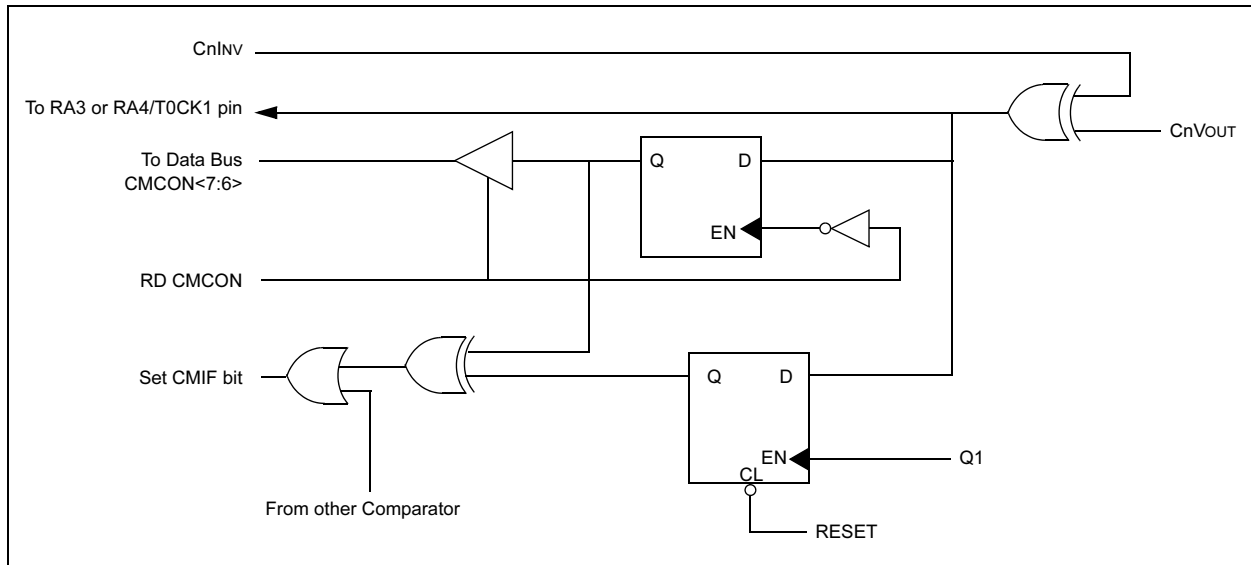 CnINV
To RA3 or RA4/T0CK1 pin
CnVOUT
To Data Bus
CMCON<7:6>
Q
D
EN
RD CMCON
Set CMIF bit
Q
D
EN
Q1
CL
From other Comparator
RESET